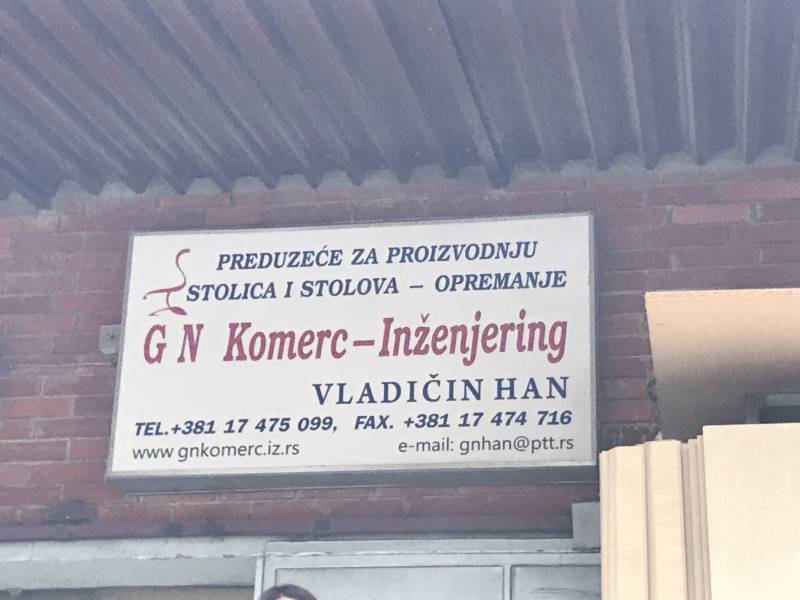 PREDUZEĆE ZA PROIZVODNJU
STOLICA I STOLOVA – OPREMANJE
G N Komerc–Inženjering
VLADIČIN HAN
TEL.+381 17 475 099, FAX. +381 17 474 716
www.gnkomerc.iz.rs e-mail: gnhan@ptt.rs